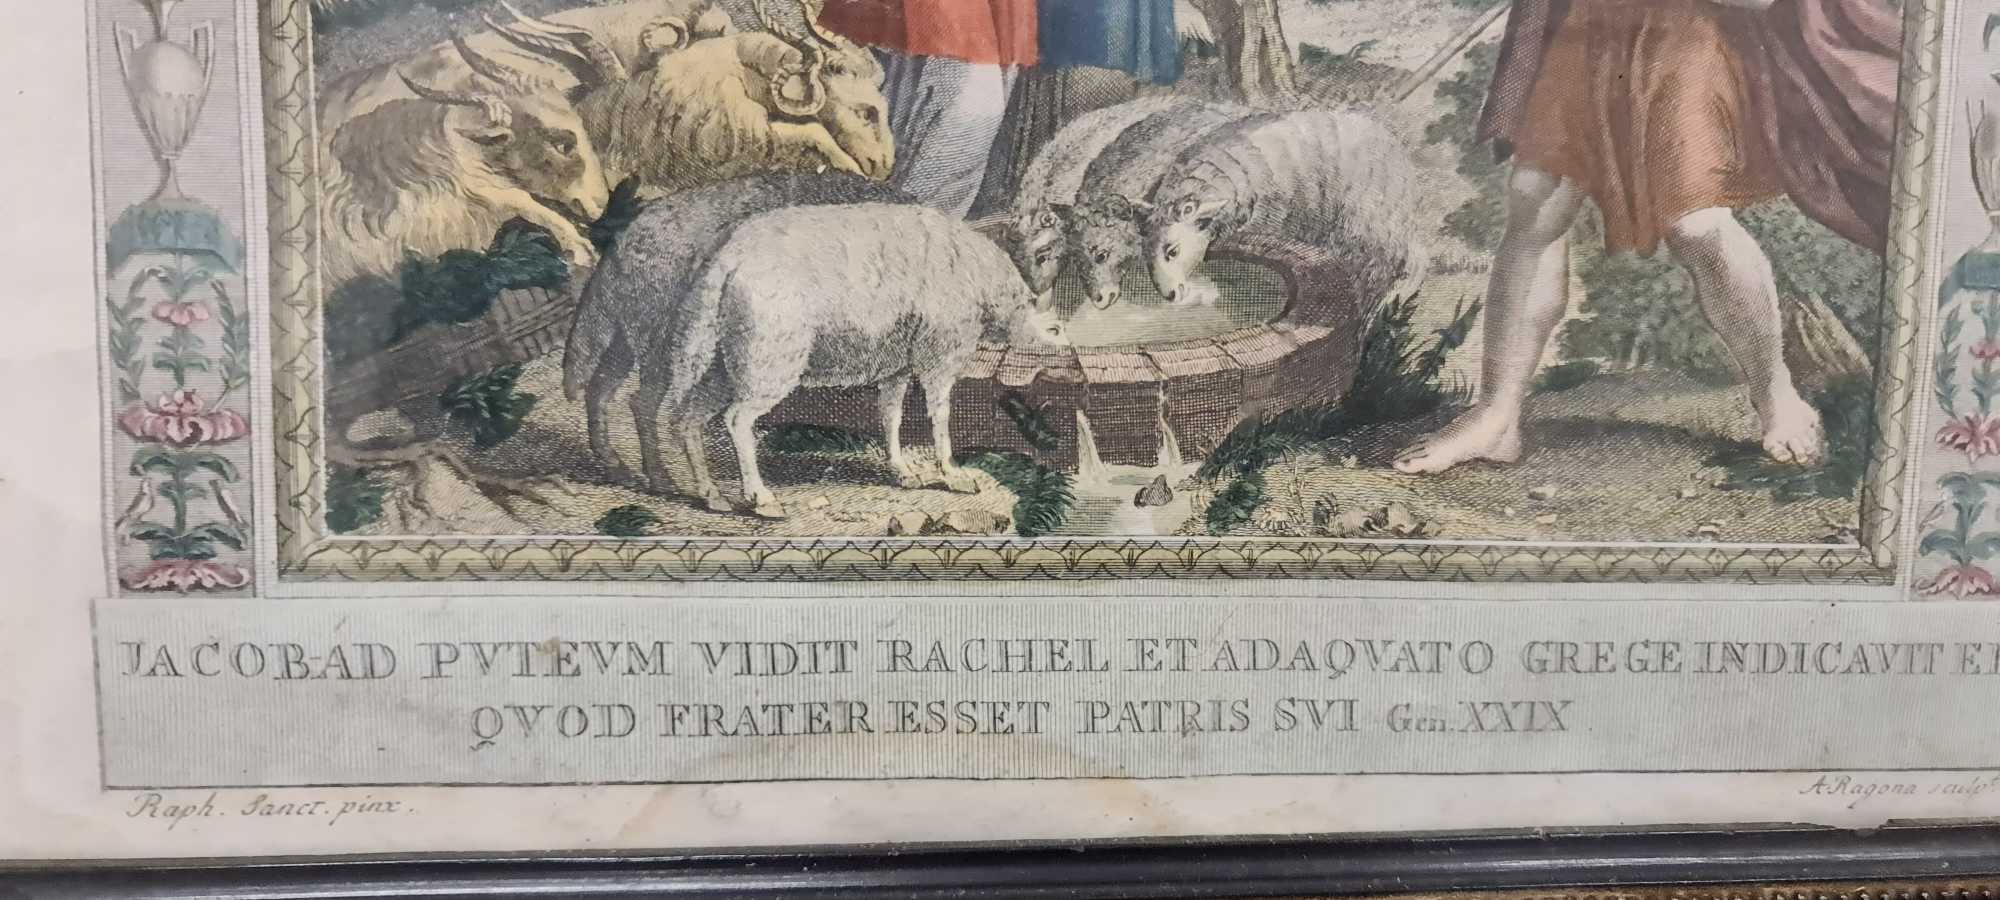 JACOB AD PVTEVM VIDIT RACHEL ET ADAQVATO GREGE INDICAVIT
QVOD FRATER ESSET PATRIS SVI Gen. XXIX
Raph. Sanct. pinx.
A. Ragona sculp.t